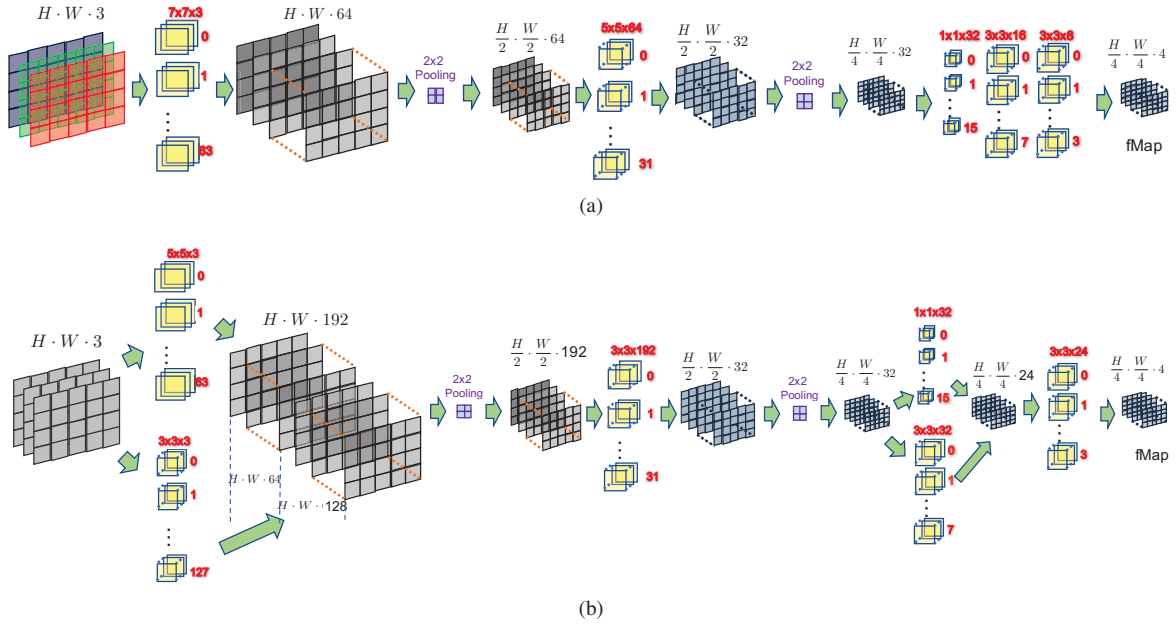 H · W · 3
7x7x3
0
1
⋮
63
H · W · 64
2x2
Pooling
H/2 · W/2 · 64
5x5x64
0
1
⋮
31
H/2 · W/2 · 32
2x2
Pooling
H/4 · W/4 · 32
1x1x32
0
1
⋮
15
3x3x16
0
1
⋮
7
3x3x8
0
1
⋮
3
H/4 · W/4 · 4
fMap
(a)
H · W · 3
5x5x3
0
1
⋮
63
3x3x3
0
1
⋮
127
H · W · 192
H · W · 64
H · W · 128
2x2
Pooling
H/2 · W/2 · 192
3x3x192
0
1
⋮
31
H/2 · W/2 · 32
2x2
Pooling
H/4 · W/4 · 32
1x1x32
0
1
⋮
15
3x3x32
0
1
⋮
7
H/4 · W/4 · 24
3x3x24
0
1
⋮
3
H/4 · W/4 · 4
fMap
(b)